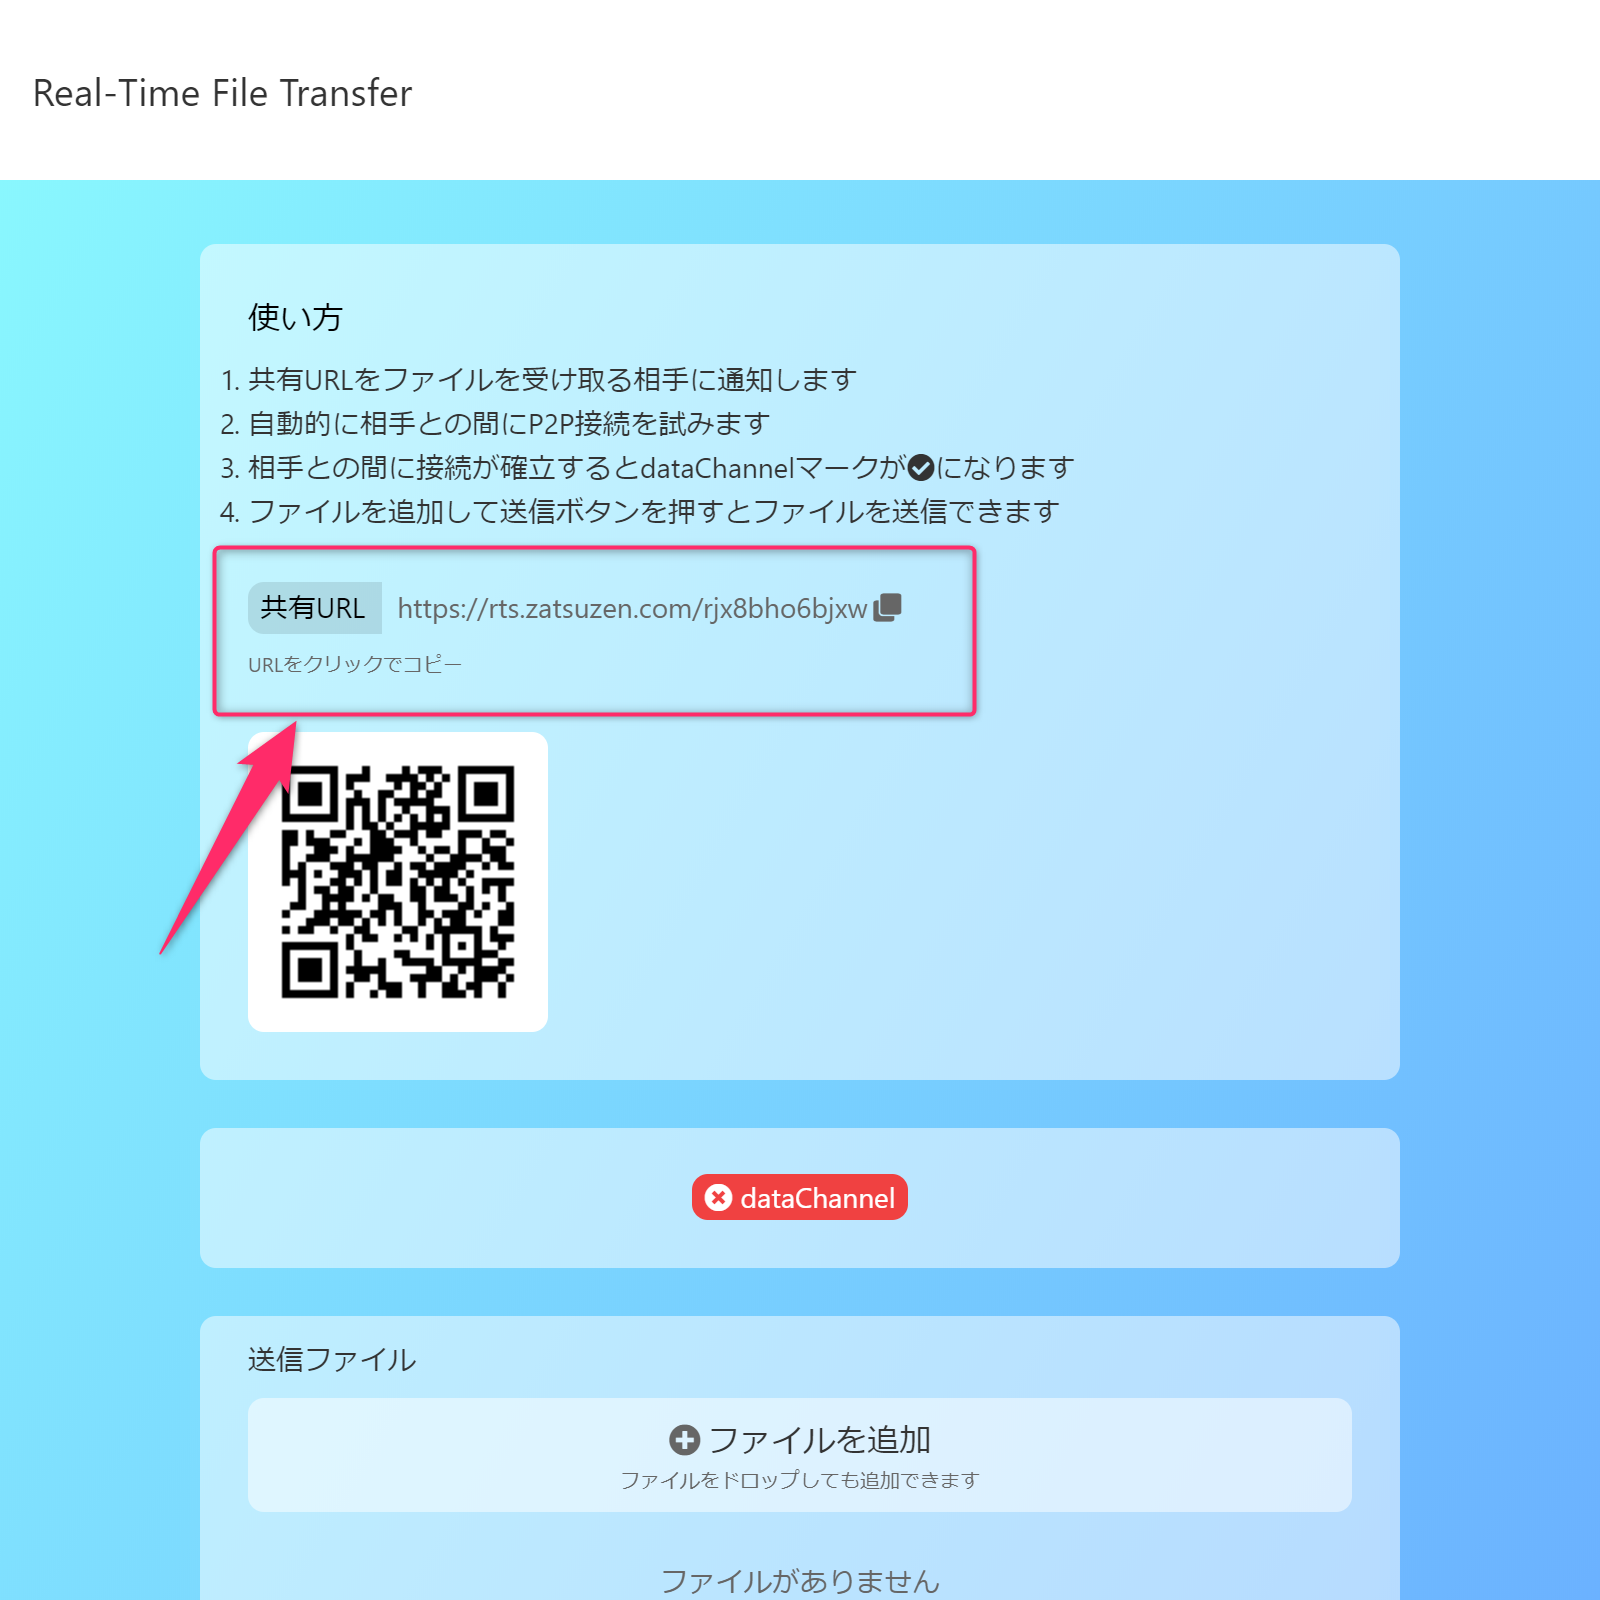 Real-Time File Transfer
使い方
1. 共有URLをファイルを受け取る相手に通知します
2. 自動的に相手との間にP2P接続を試みます
3. 相手との間に接続が確立するとdataChannelマークがになります
4. ファイルを追加して送信ボタンを押すとファイルを送信できます
共有URL https://rts.zatsuzen.com/rjx8bho6bjxw
URLをクリックでコピー
dataChannel
送信ファイル
ファイルを追加
ファイルをドロップしても追加できます
ファイルがありません